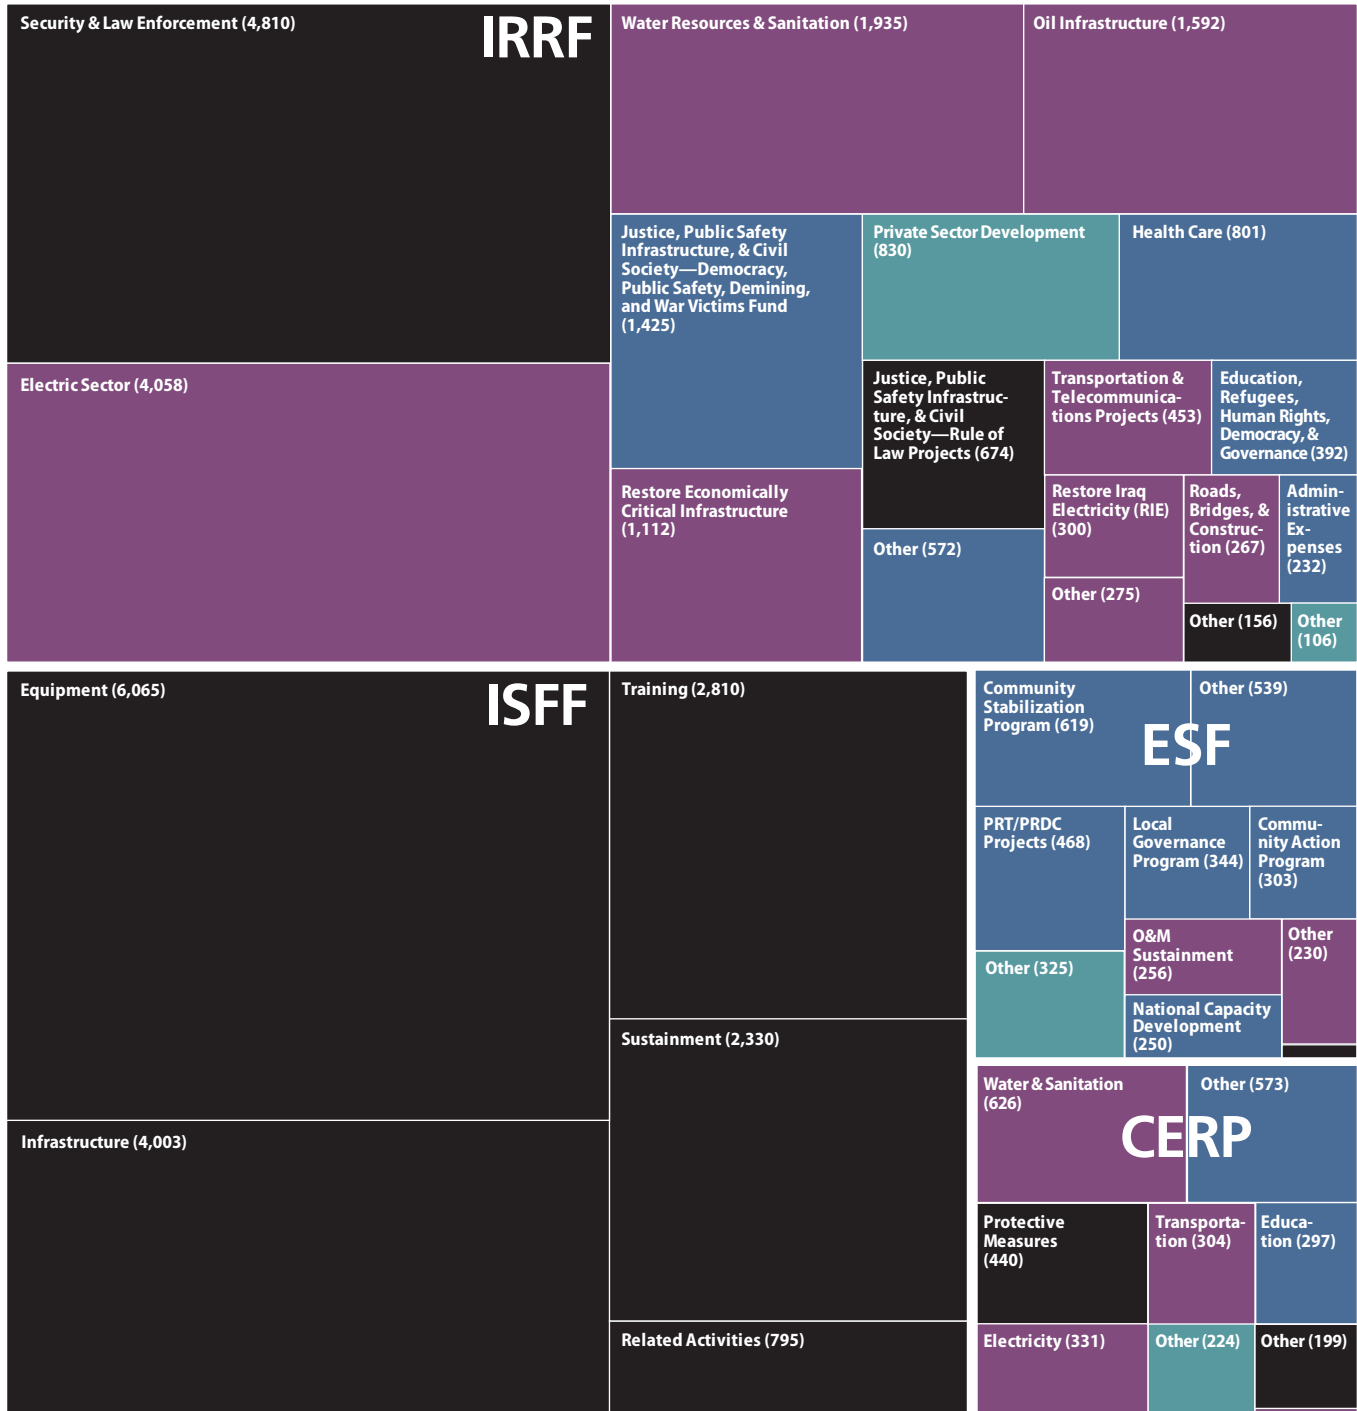 Security & Law Enforcement (4,810)
IRRF
Electric Sector (4,058)
Water Resources & Sanitation (1,935)
Oil Infrastructure (1,592)
Justice, Public Safety
Infrastructure, & Civil
Society—Democracy,
Public Safety, Demining,
and War Victims Fund
(1,425)
Restore Economically
Critical Infrastructure
(1,112)
Private Sector Development
(830)
Health Care (801)
Justice, Public
Safety Infrastruc-
ture, & Civil
Society—Rule of
Law Projects (674)
Other (572)
Transportation &
Telecommunica-
tions Projects (453)
Education,
Refugees,
Human Rights,
Democracy, &
Governance (392)
Restore Iraq
Electricity (RIE)
(300)
Other (275)
Roads,
Bridges, &
Construc-
tion (267)
Admin-
istrative
Ex-
penses
(232)
Other (156)
Other
(106)
Equipment (6,065)
ISFF
Infrastructure (4,003)
Training (2,810)
Sustainment (2,330)
Related Activities (795)
Community
Stabilization
Program (619)
Other (539)
ESF
PRT/PRDC
Projects (468)
Local
Governance
Program (344)
Commu-
nity Action
Program
(303)
Other (325)
O&M
Sustainment
(256)
Other
(230)
National Capacity
Development
(250)
Water & Sanitation
(626)
Other (573)
CERP
Protective
Measures
(440)
Transporta-
tion (304)
Educa-
tion (297)
Electricity (331)
Other (224)
Other (199)